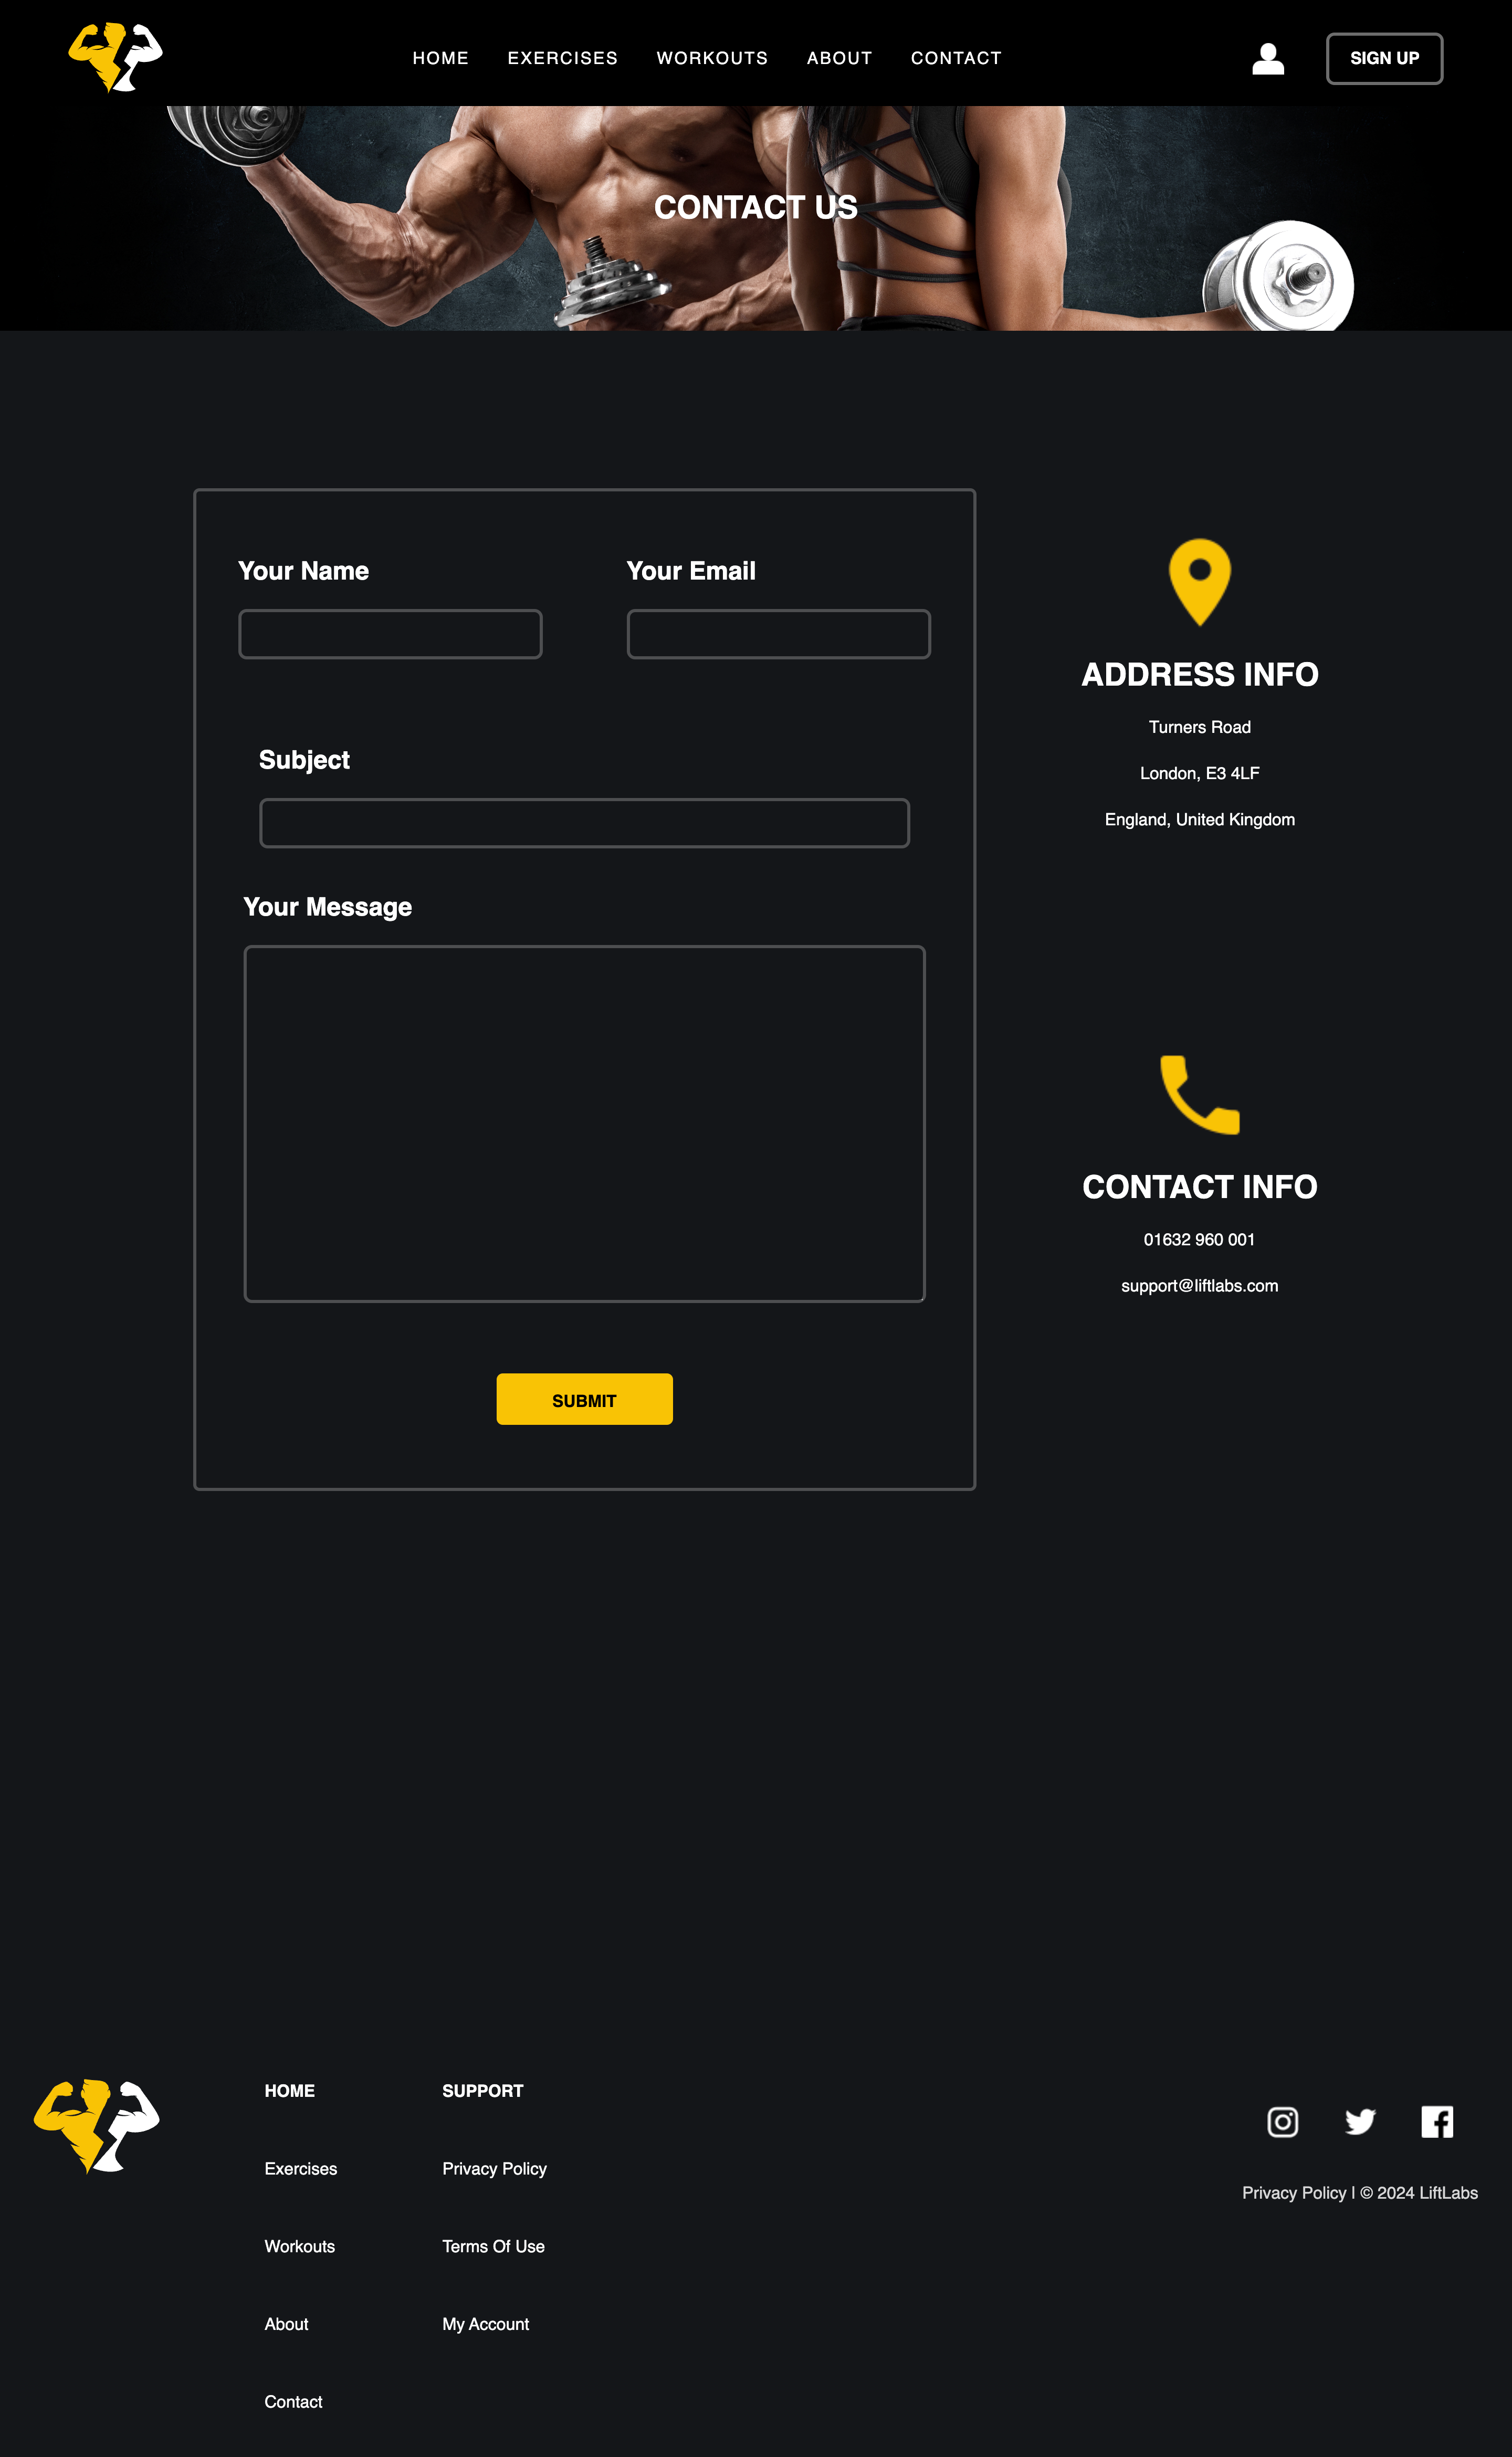 HOME EXERCISES WORKOUTS ABOUT CONTACT SIGN UP
CONTACT US
Your Name
Your Email
Subject
Your Message
SUBMIT
ADDRESS INFO
Turners Road
London, E3 4LF
England, United Kingdom
CONTACT INFO
01632 960 001
support@liftlabs.com
HOME
Exercises
Workouts
About
Contact
SUPPORT
Privacy Policy
Terms Of Use
My Account
Privacy Policy | © 2024 LiftLabs